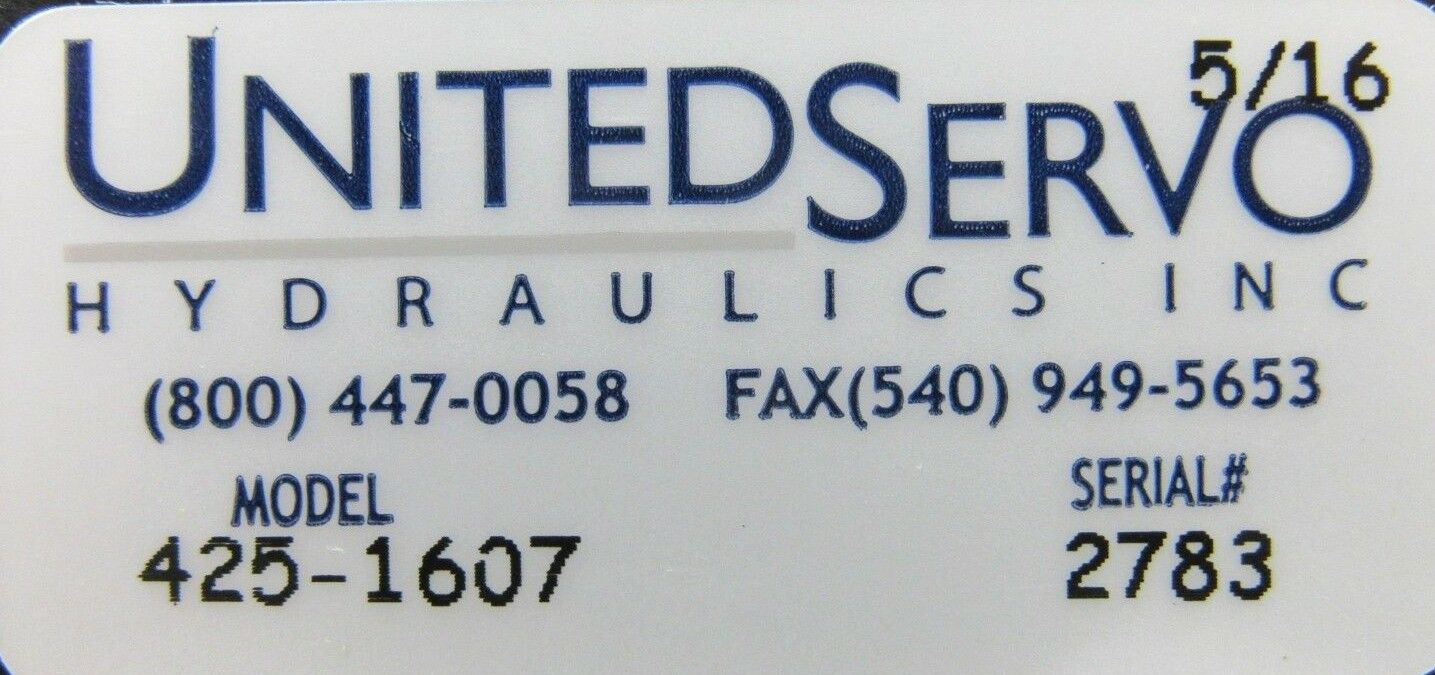 5/16
UNITEDSERVO
HYDRAULICS INC
(800) 447-0058 FAX(540) 949-5653
MODEL SERIAL#
425-1607 2783